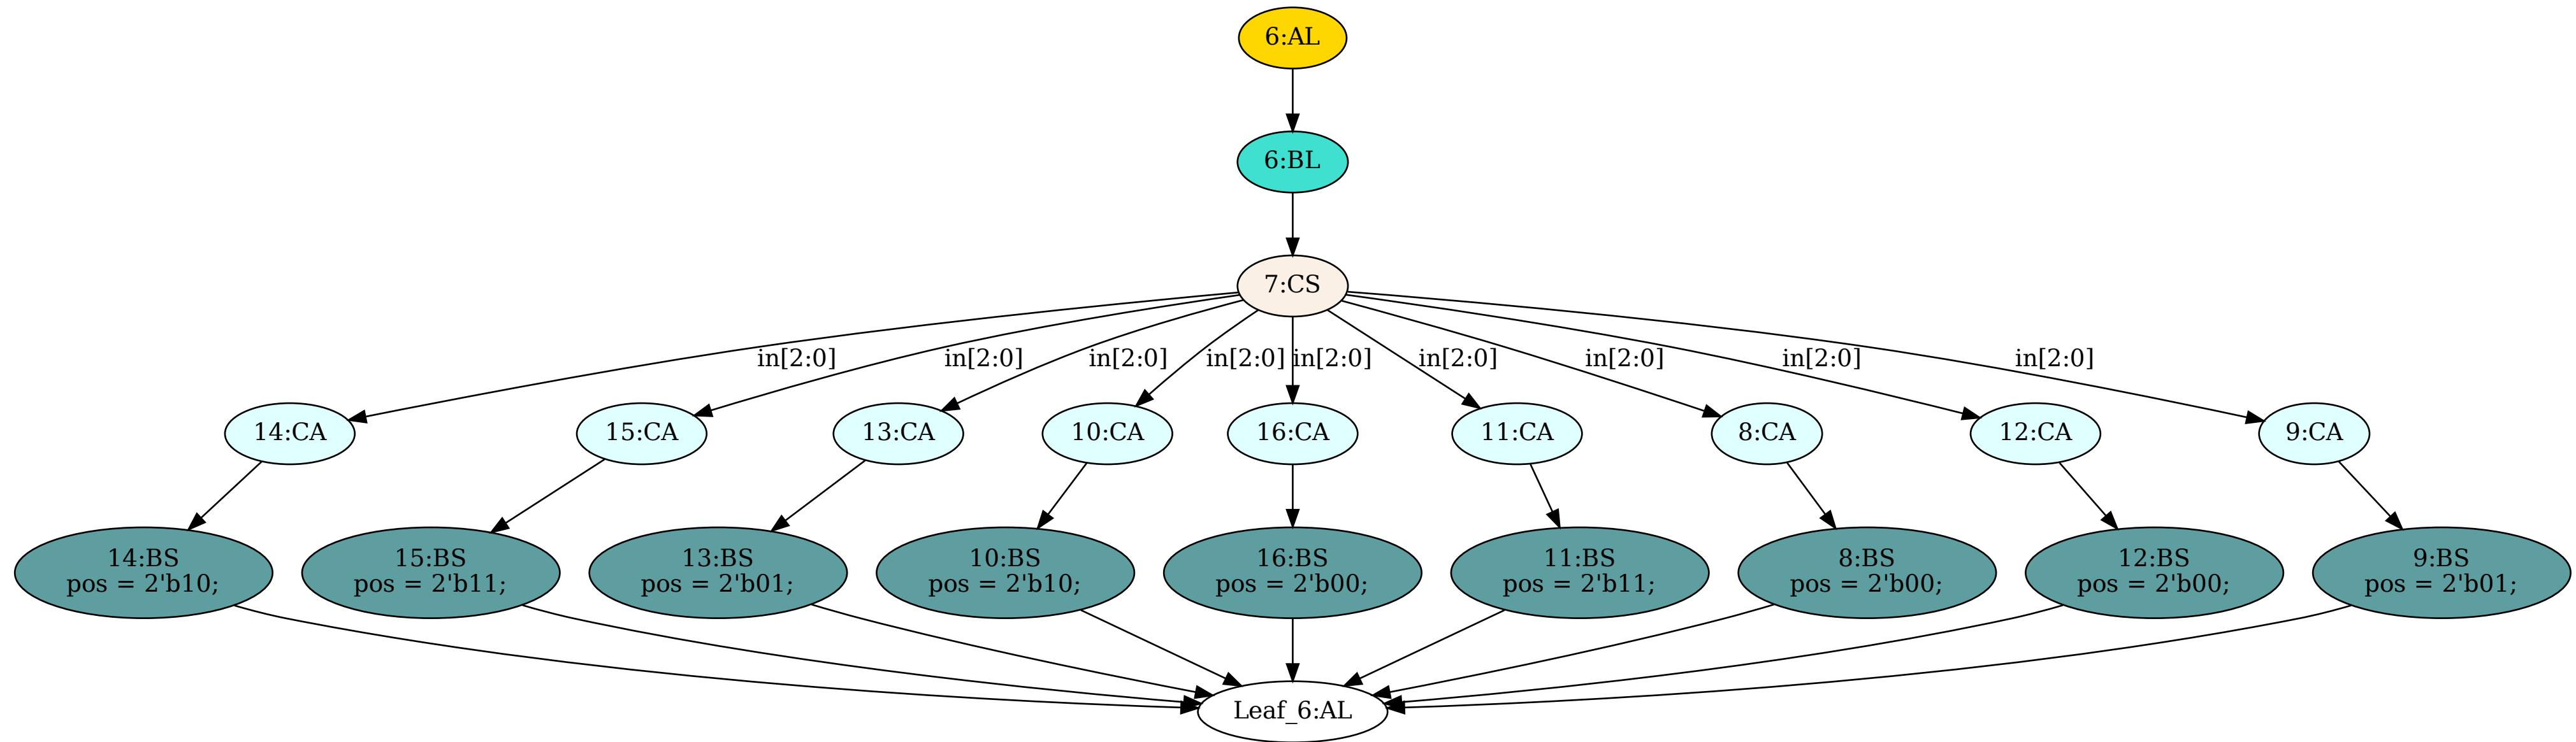 6:AL
6:BL
7:CS
in[2:0]
in[2:0]
in[2:0]
in[2:0]
in[2:0]
in[2:0]
in[2:0]
in[2:0]
in[2:0]
14:CA
15:CA
13:CA
10:CA
16:CA
11:CA
8:CA
12:CA
9:CA
14:BS
pos = 2'b10;
15:BS
pos = 2'b11;
13:BS
pos = 2'b01;
10:BS
pos = 2'b10;
16:BS
pos = 2'b00;
11:BS
pos = 2'b11;
8:BS
pos = 2'b00;
12:BS
pos = 2'b00;
9:BS
pos = 2'b01;
Leaf_6:AL